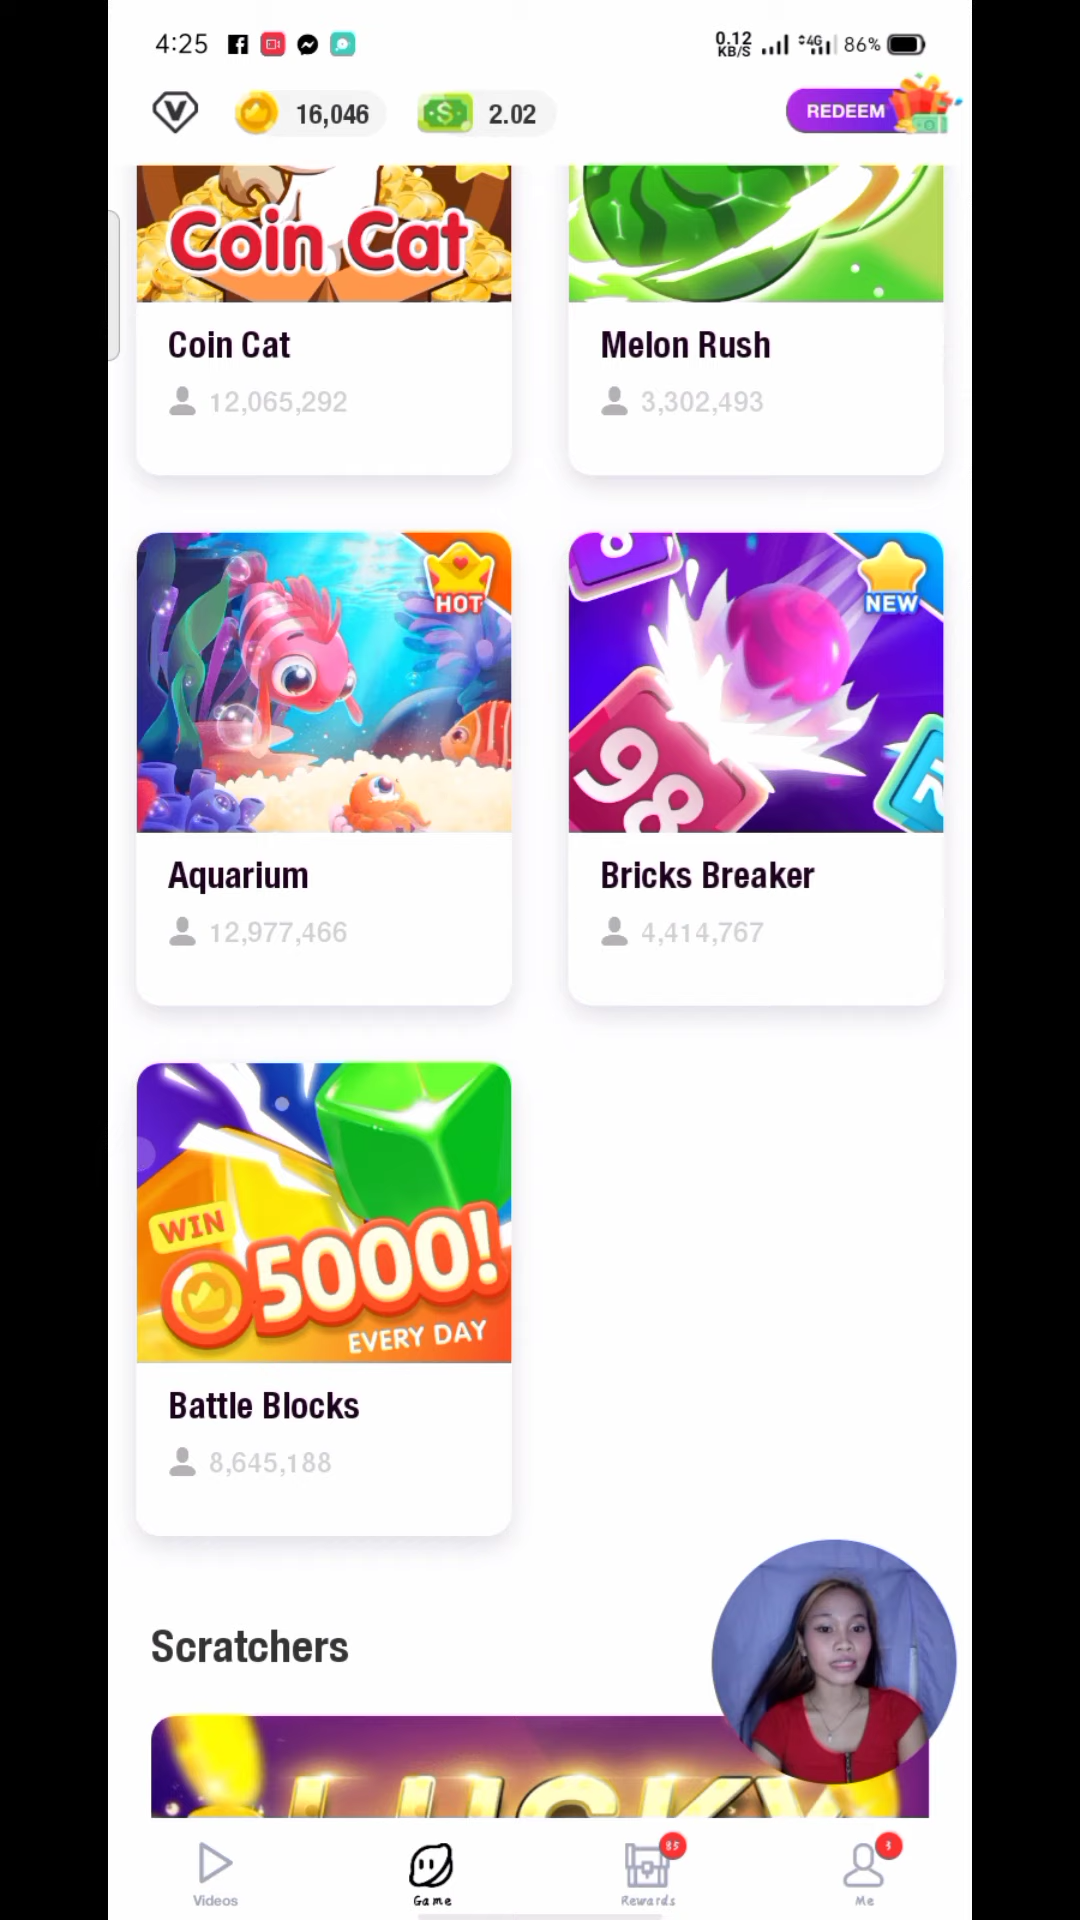 4:25
0.12
KB/S
4G
86%
16,046
2.02
REDEEM
Coin Cat
Coin Cat
12,065,292
Melon Rush
3,302,493
HOT
Aquarium
12,977,466
NEW
98
Bricks Breaker
4,414,767
WIN
5000!
EVERY DAY
Battle Blocks
8,645,188
Scratchers
LUCKY
Videos
Game
85
Rewards
3
Me